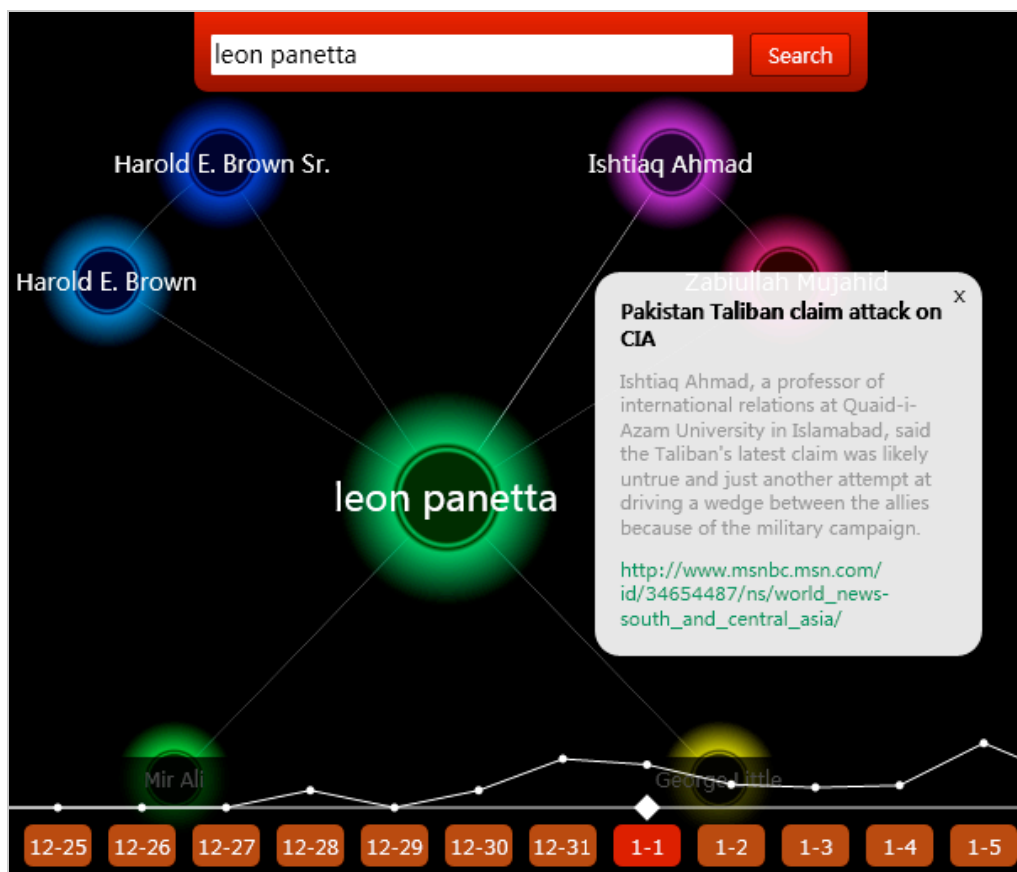 leon panetta
Search
Harold E. Brown Sr.
Ishtiaq Ahmad
Harold E. Brown
Zabiullah Mujahid
x
Pakistan Taliban claim attack on
CIA
Ishtiaq Ahmad, a professor of
international relations at Quaid-i-
Azam University in Islamabad, said
the Taliban's latest claim was likely
untrue and just another attempt at
driving a wedge between the allies
because of the military campaign.
http://www.msnbc.msn.com/
id/34654487/ns/world_news-
south_and_central_asia/
leon panetta
Mir Ali
George Little
12-25 12-26 12-27 12-28 12-29 12-30 12-31 1-1 1-2 1-3 1-4 1-5